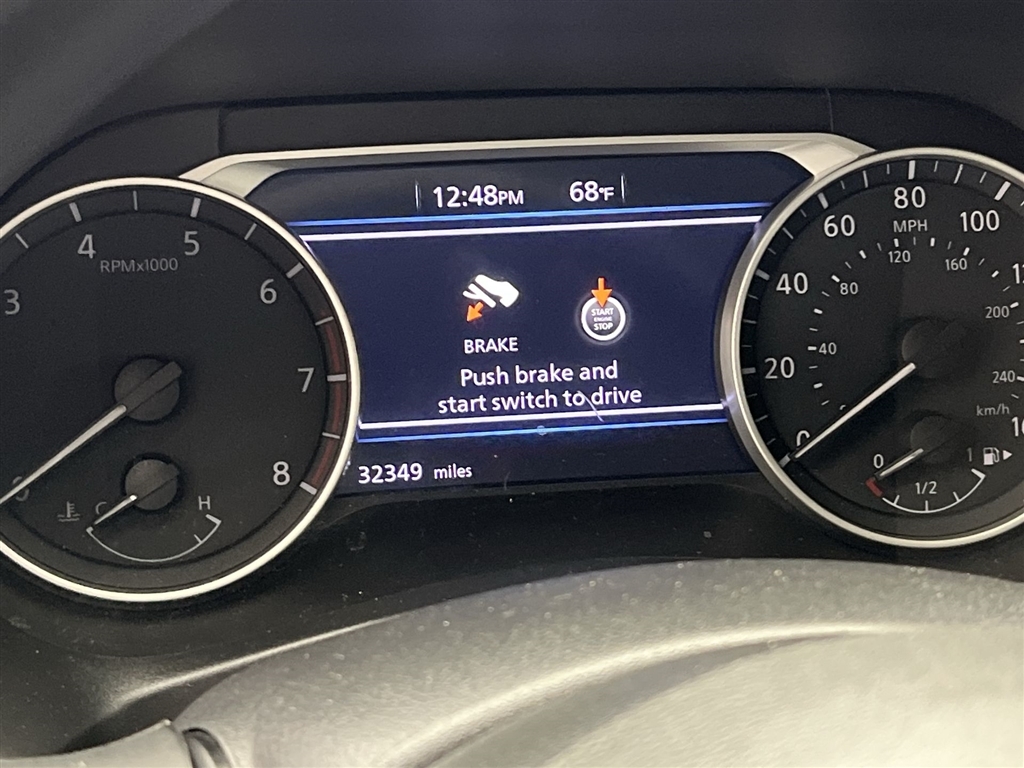 12:48PM 68°F
4 5
RPMx1000
3 6
7
8
C H
BRAKE
START
ENGINE
STOP
Push brake and
start switch to drive
32349 miles
80
60 MPH 100
120
160
40 80
200
20 40
240
km/h
0
0 1
1/2